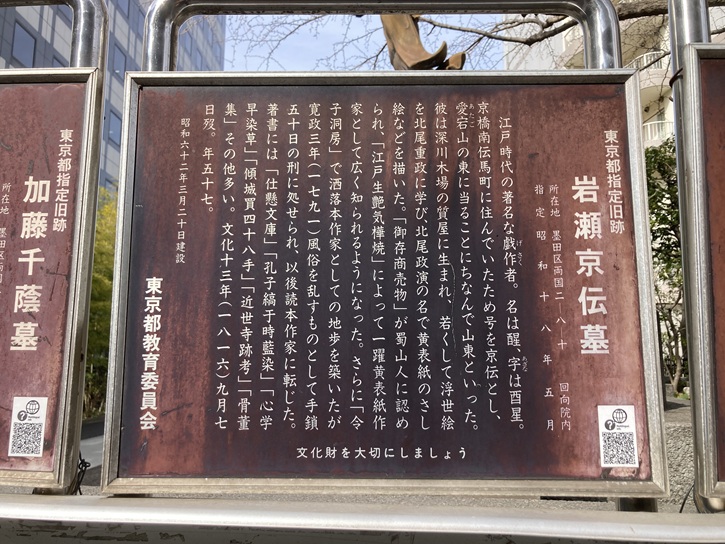 東京都指定旧跡
岩瀬京伝墓
所在地 墨田区両国二―八―十 回向院内
指定 昭和十八年五月
江戸時代の著名な戯作者。名は醒、字は酉星。
げさく
あざな
京橋南伝馬町に住んでいたため号を京伝とし、
愛宕山の東に当ることにちなんで山東といった。
あたご
彼は深川木場の質屋に生まれ、若くして浮世絵
を北尾重政に学び、北尾政演の名で黄表紙のさし
絵などを描いた。「御存商売物」が蜀山人に認め
られ、「江戸生艶気樺焼」によって一躍黄表紙作
家として広く知られるようになった。さらに「令
子洞房」で洒落本作家としての地歩を築いたが
寛政三年(一七九一)風俗を乱すものとして手鎖
五十日の刑に処せられ、以後読本作家に転じた。
著書には「仕懸文庫」「孔子縞于時藍染」「心学
早染草」「傾城買四十八手」「近世奇跡考」「骨董
集」その他多い。文化十三年(一八一六)九月七
日歿。年五十七。
昭和六十二年三月二十日建設
東京都教育委員会
文化財を大切にしましょう
東京都指定旧跡
加藤千蔭墓
所在地 墨田区両